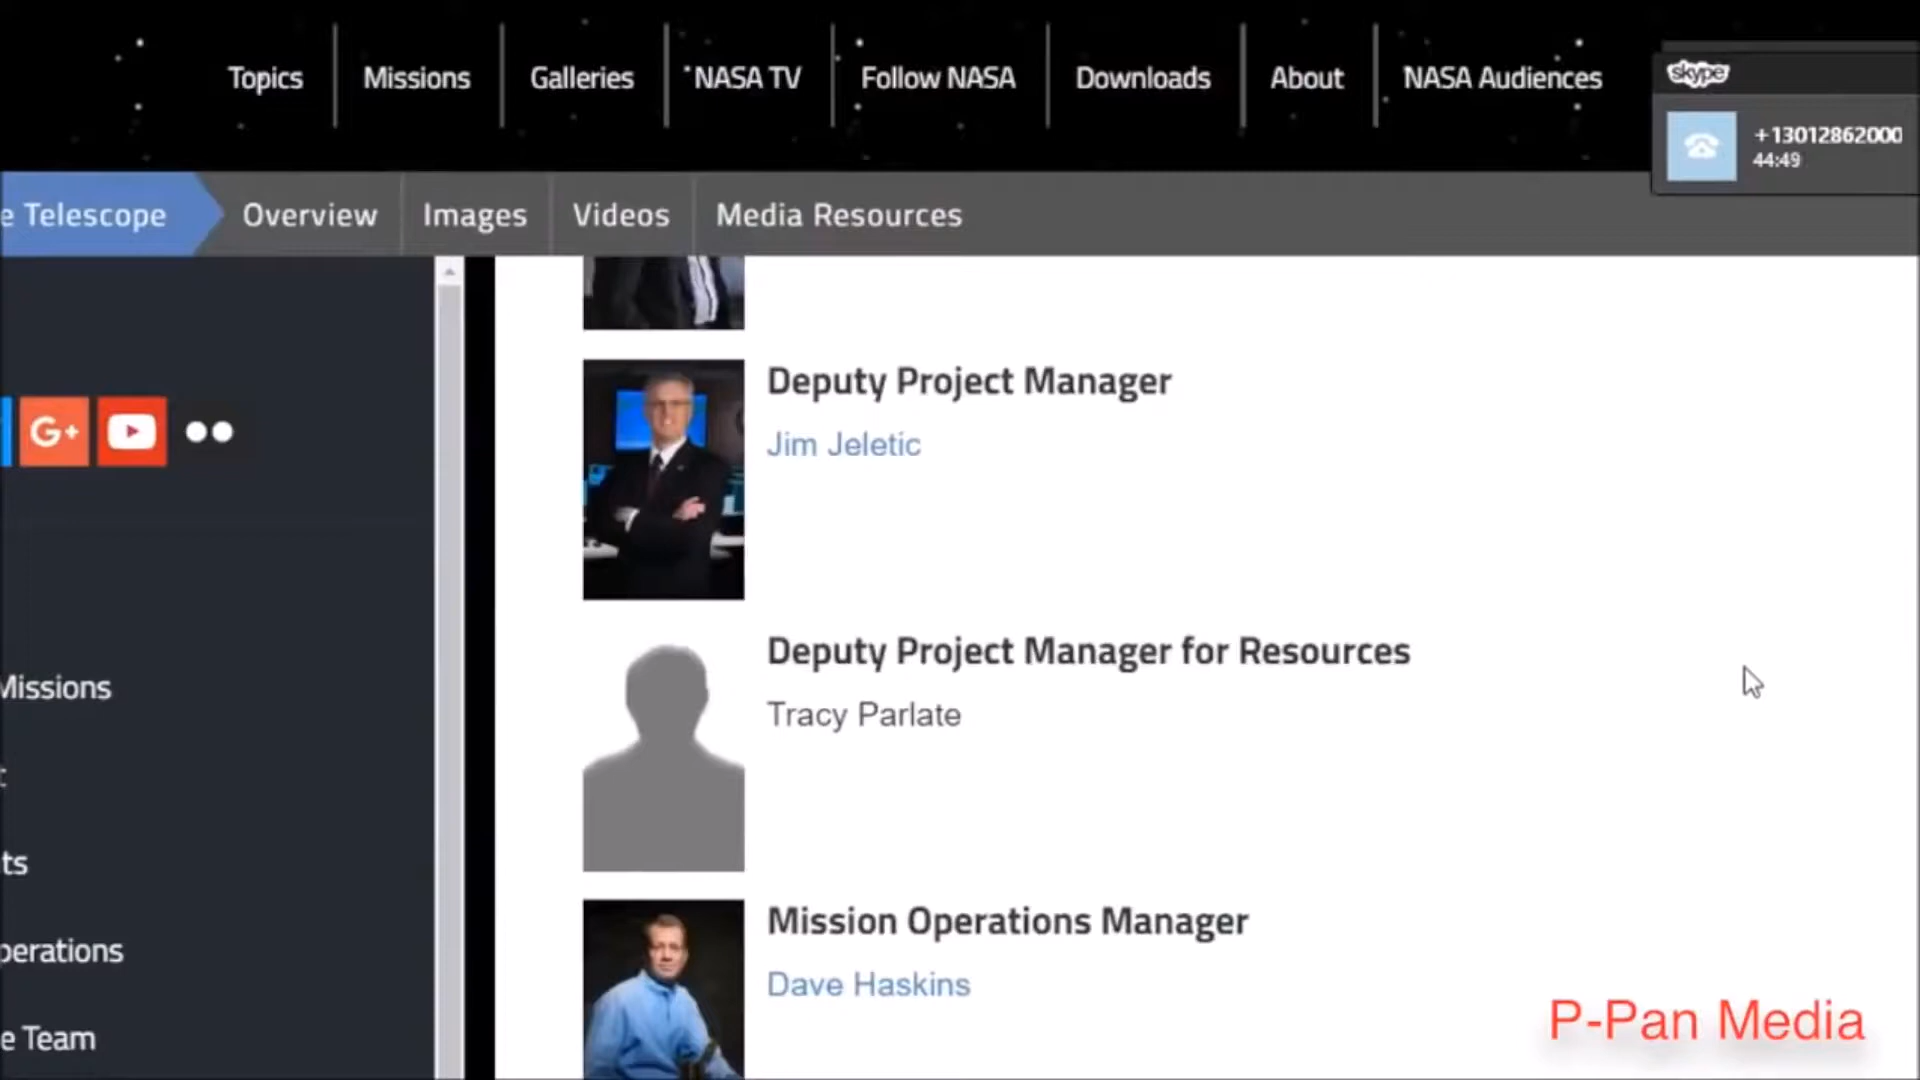 Topics Missions Galleries NASA TV Follow NASA Downloads About NASA Audiences
skype
+13012862000
44:49
e Telescope Overview Images Videos Media Resources
Deputy Project Manager
Jim Jeletic
G+
Deputy Project Manager for Resources
Tracy Parlate
Missions
ts
perations
e Team
Mission Operations Manager
Dave Haskins
P-Pan Media